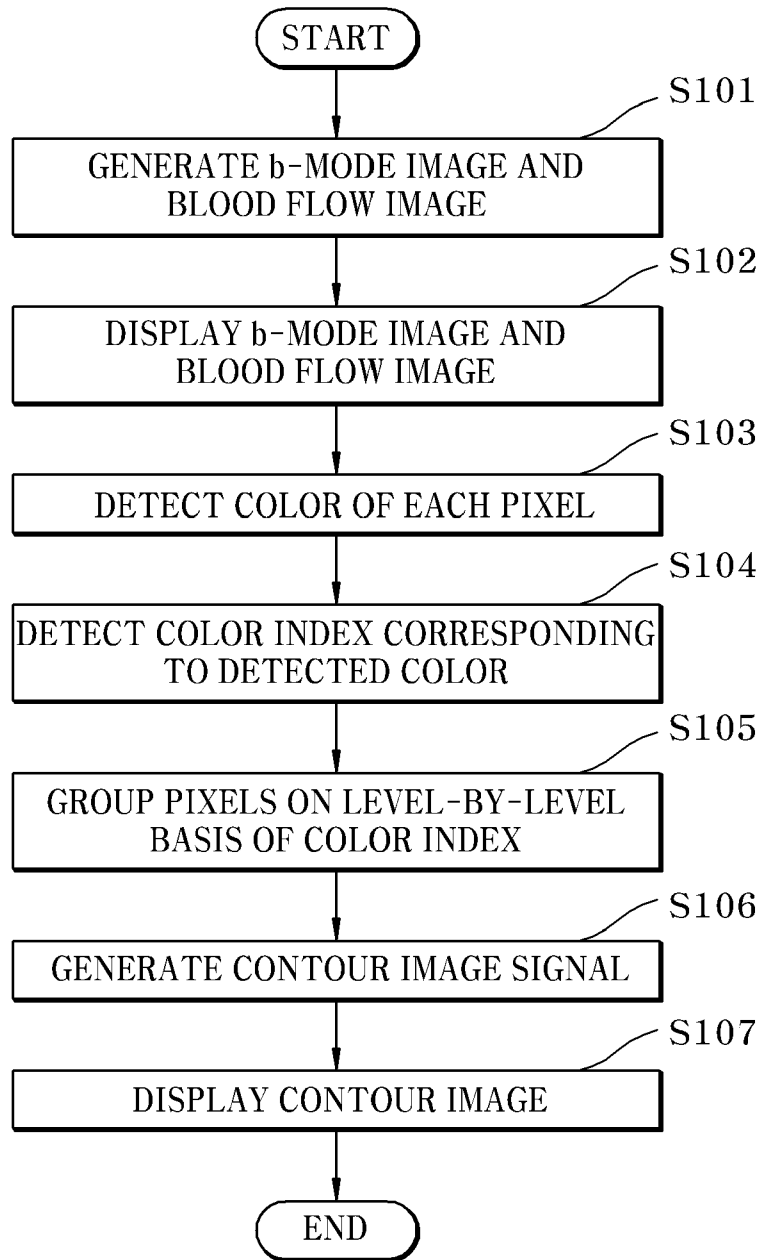 START
S101
GENERATE b-MODE IMAGE AND
BLOOD FLOW IMAGE
S102
DISPLAY b-MODE IMAGE AND
BLOOD FLOW IMAGE
S103
DETECT COLOR OF EACH PIXEL
S104
DETECT COLOR INDEX CORRESPONDING
TO DETECTED COLOR
S105
GROUP PIXELS ON LEVEL-BY-LEVEL
BASIS OF COLOR INDEX
S106
GENERATE CONTOUR IMAGE SIGNAL
S107
DISPLAY CONTOUR IMAGE
END